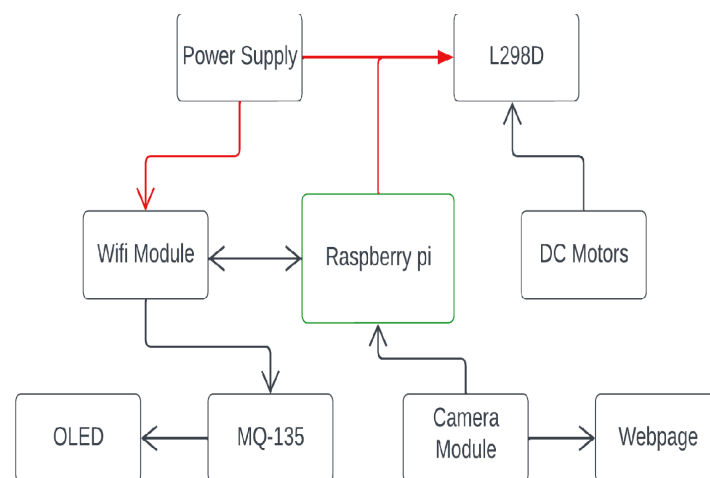 Power Supply
L298D
Wifi Module
Raspberry pi
DC Motors
OLED
MQ-135
Camera
Module
Webpage